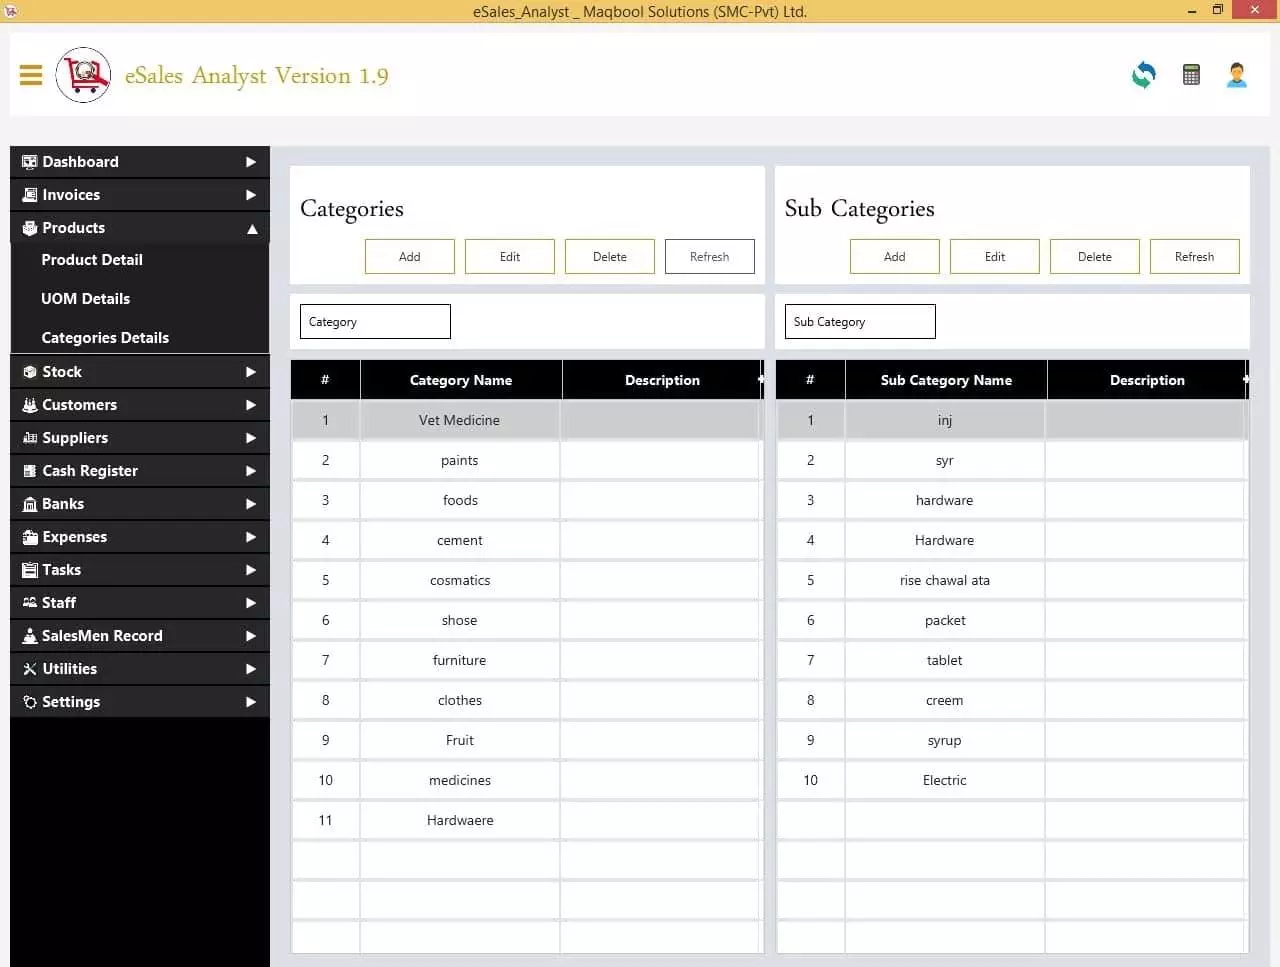 eSales_Analyst _ Maqbool Solutions (SMC-Pvt) Ltd.
eSales Analyst Version 1.9
Dashboard
Invoices
Products
Product Detail
UOM Details
Categories Details
Stock
Customers
Suppliers
Cash Register
Banks
Expenses
Tasks
Staff
SalesMen Record
Utilities
Settings
Categories
Add Edit Delete Refresh
Category
# Category Name Description
1 Vet Medicine
2 paints
3 foods
4 cement
5 cosmatics
6 shose
7 furniture
8 clothes
9 Fruit
10 medicines
11 Hardwaere
Sub Categories
Add Edit Delete Refresh
Sub Category
# Sub Category Name Description
1 inj
2 syr
3 hardware
4 Hardware
5 rise chawal ata
6 packet
7 tablet
8 creem
9 syrup
10 Electric